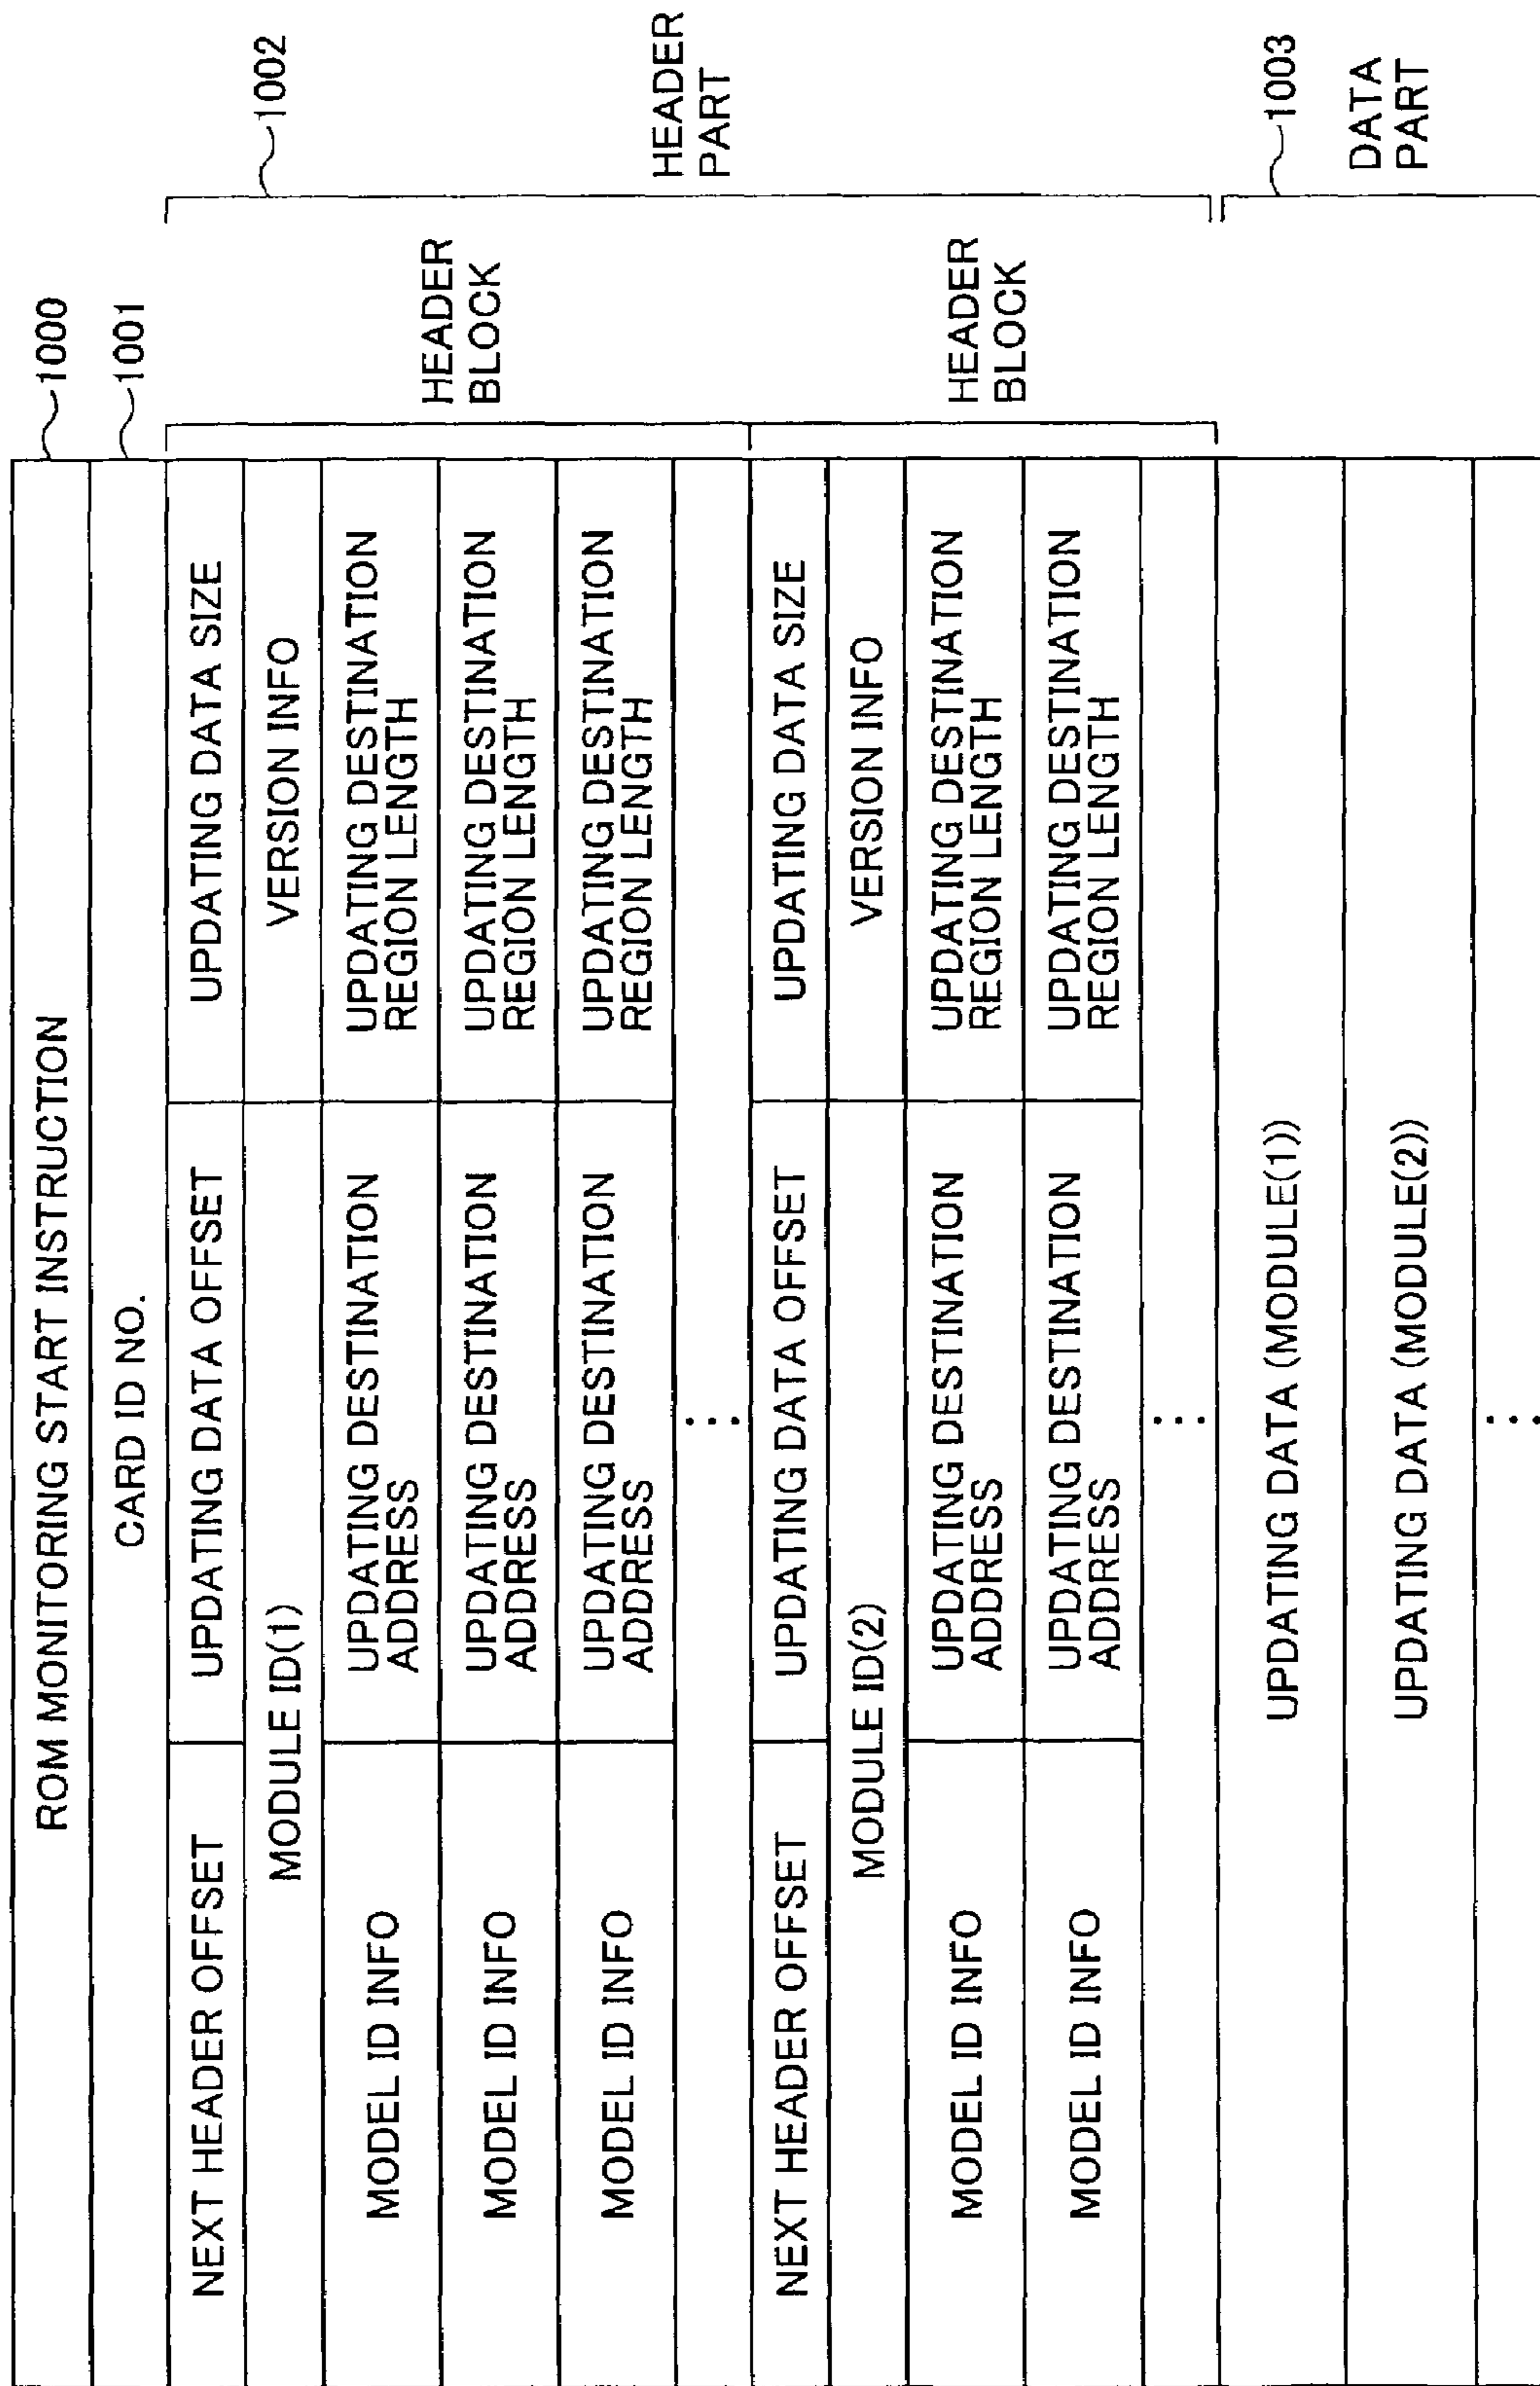 ROM MONITORING START INSTRUCTION
1000
CARD ID NO.
1001
NEXT HEADER OFFSET
UPDATING DATA OFFSET
UPDATING DATA SIZE
1002
MODULE ID(1)
VERSION INFO
MODEL ID INFO
UPDATING DESTINATION
ADDRESS
UPDATING DESTINATION
REGION LENGTH
HEADER
BLOCK
MODEL ID INFO
UPDATING DESTINATION
ADDRESS
UPDATING DESTINATION
REGION LENGTH
MODEL ID INFO
UPDATING DESTINATION
ADDRESS
UPDATING DESTINATION
REGION LENGTH
...
HEADER
PART
NEXT HEADER OFFSET
UPDATING DATA OFFSET
UPDATING DATA SIZE
MODULE ID(2)
VERSION INFO
MODEL ID INFO
UPDATING DESTINATION
ADDRESS
UPDATING DESTINATION
REGION LENGTH
HEADER
BLOCK
MODEL ID INFO
UPDATING DESTINATION
ADDRESS
UPDATING DESTINATION
REGION LENGTH
...
UPDATING DATA (MODULE(1))
1003
UPDATING DATA (MODULE(2))
DATA
PART
...